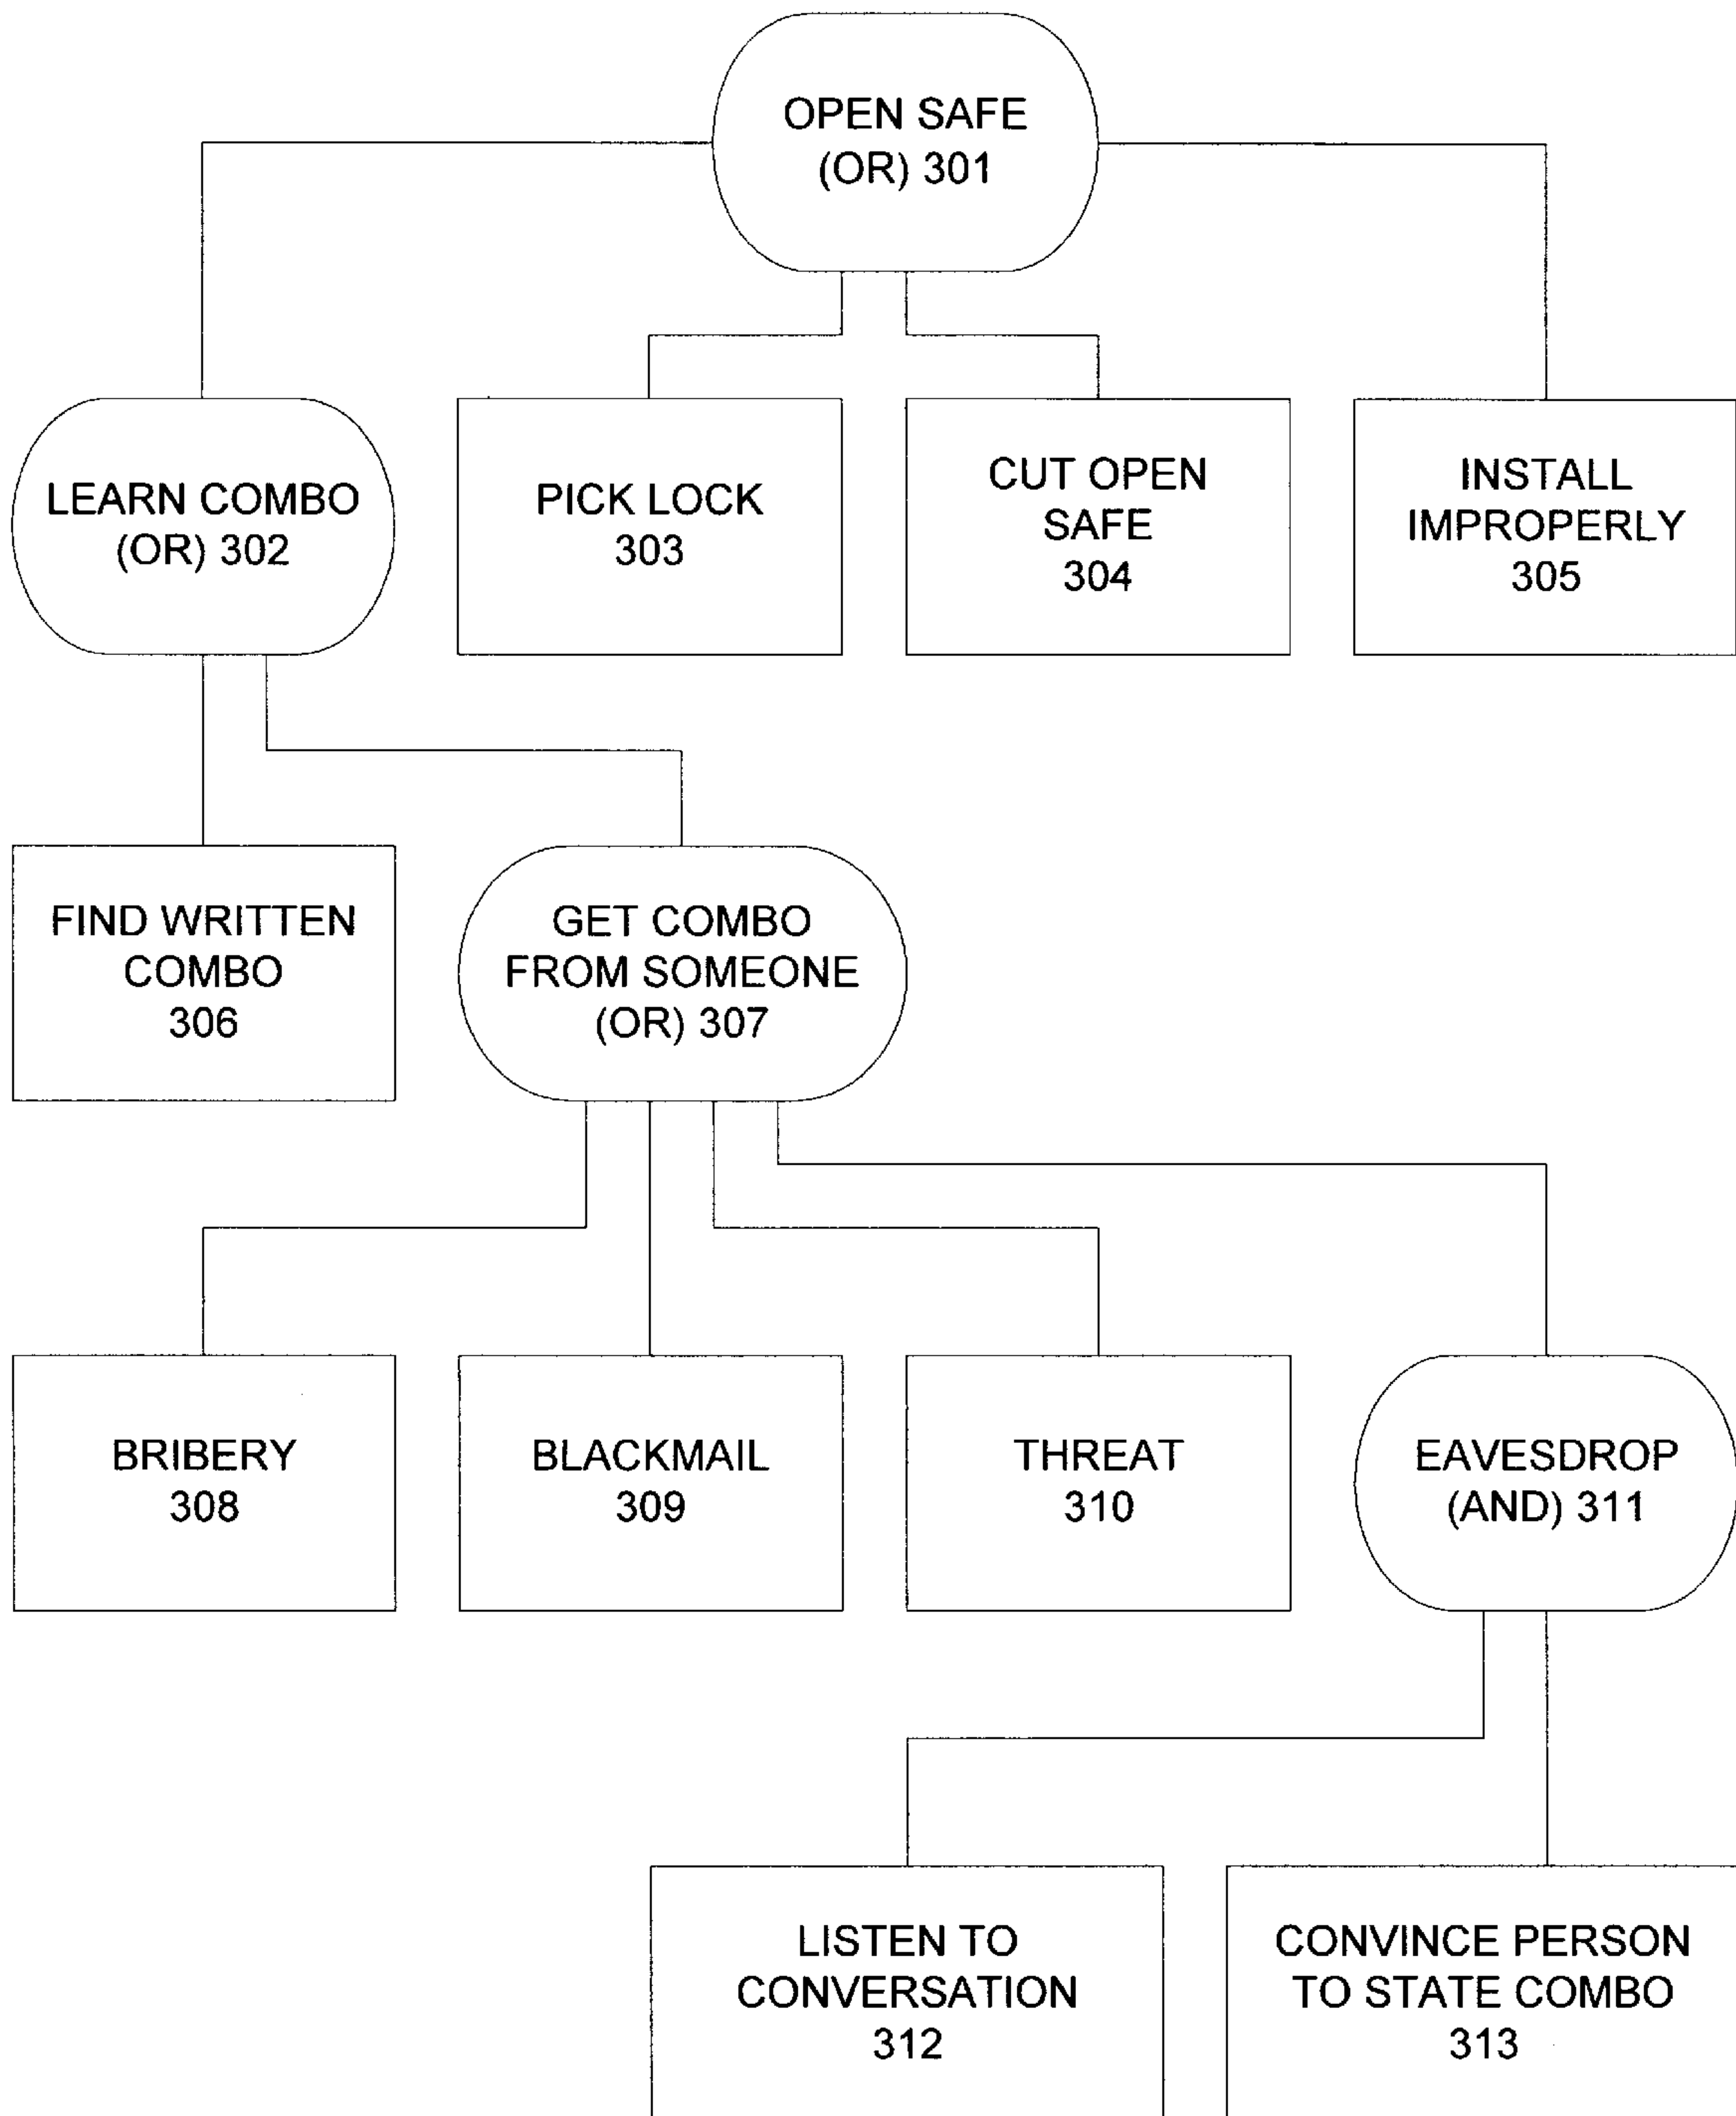 OPEN SAFE
(OR) 301
LEARN COMBO
(OR) 302
PICK LOCK
303
CUT OPEN
SAFE
304
INSTALL
IMPROPERLY
305
FIND WRITTEN
COMBO
306
GET COMBO
FROM SOMEONE
(OR) 307
BRIBERY
308
BLACKMAIL
309
THREAT
310
EAVESDROP
(AND) 311
LISTEN TO
CONVERSATION
312
CONVINCE PERSON
TO STATE COMBO
313